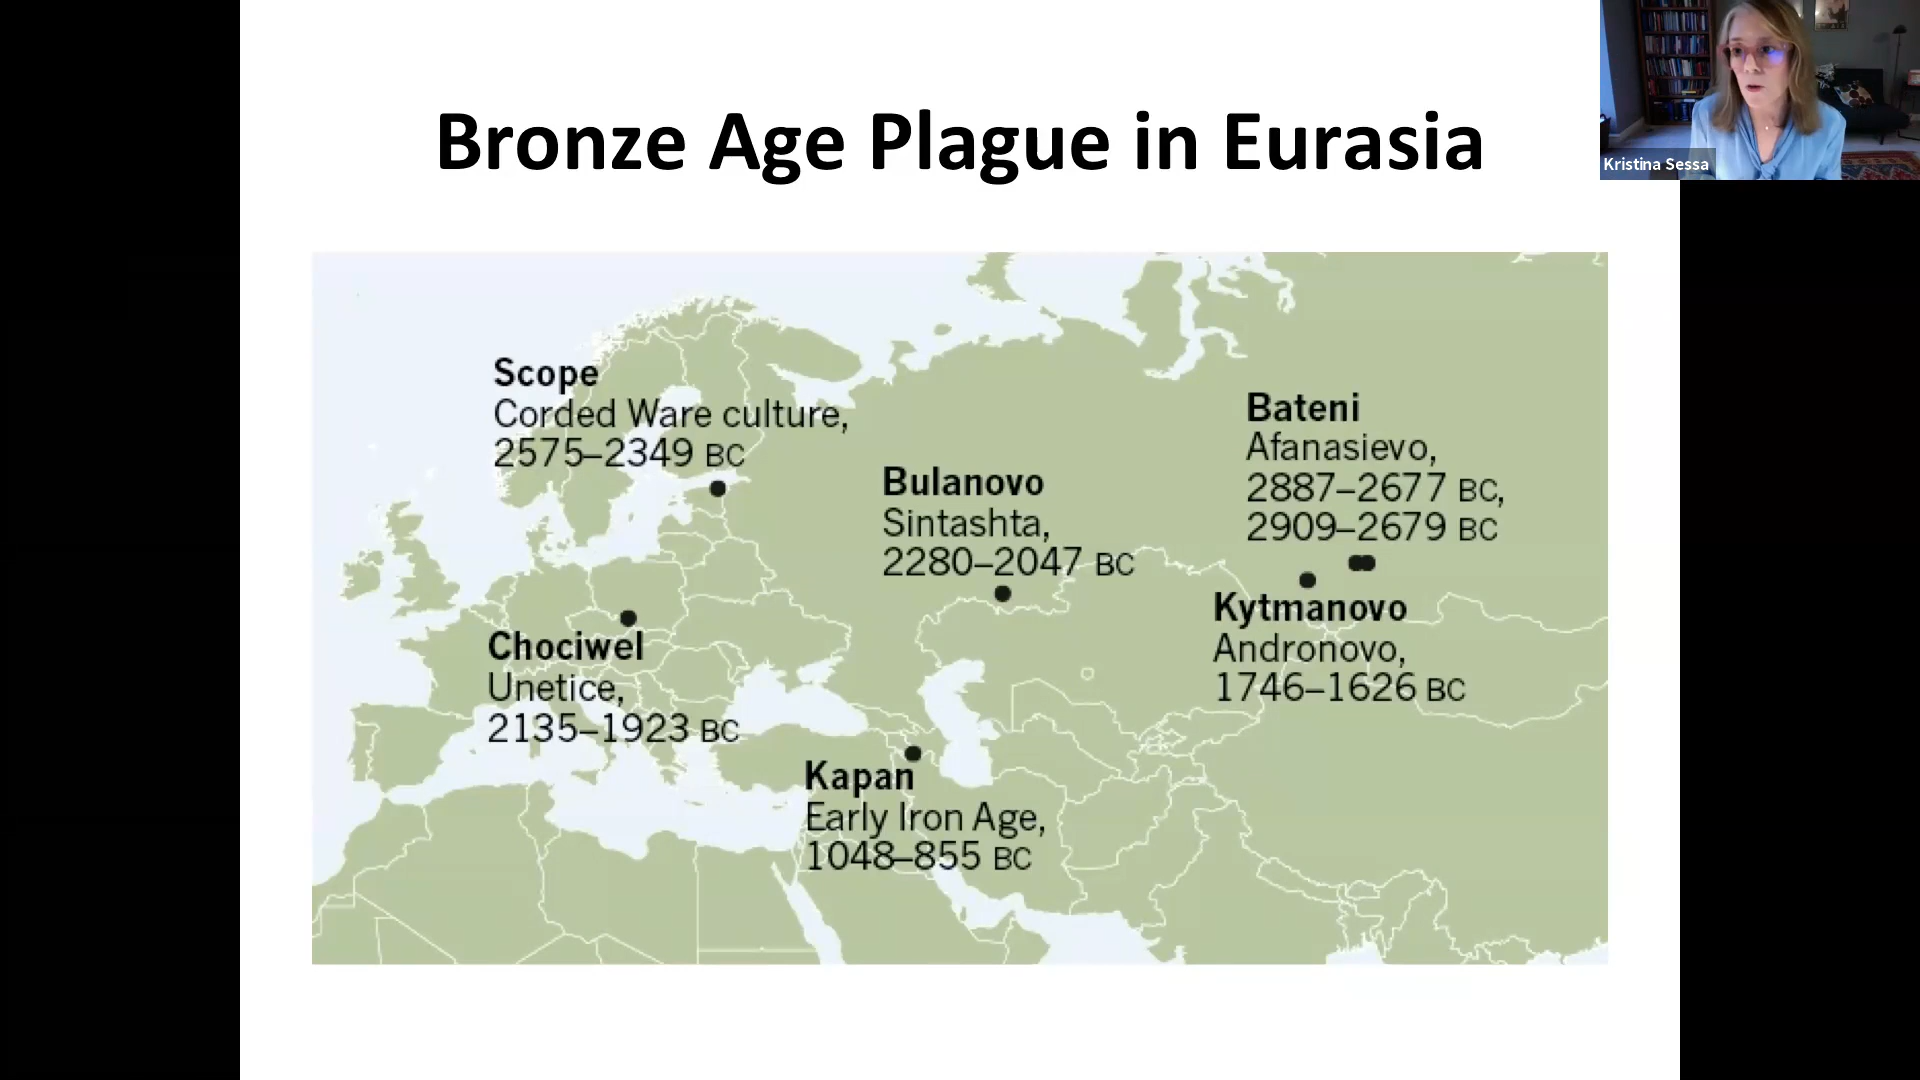 Bronze Age Plague in Eurasia
Kristina Sessa
Scope
Corded Ware culture,
2575–2349 BC
Bulanovo
Sintashta,
2280–2047 BC
Bateni
Afanasievo,
2887–2677 BC,
2909–2679 BC
Chociwel
Unetice,
2135–1923 BC
Kytmanovo
Andronovo,
1746–1626 BC
Kapan
Early Iron Age,
1048–855 BC